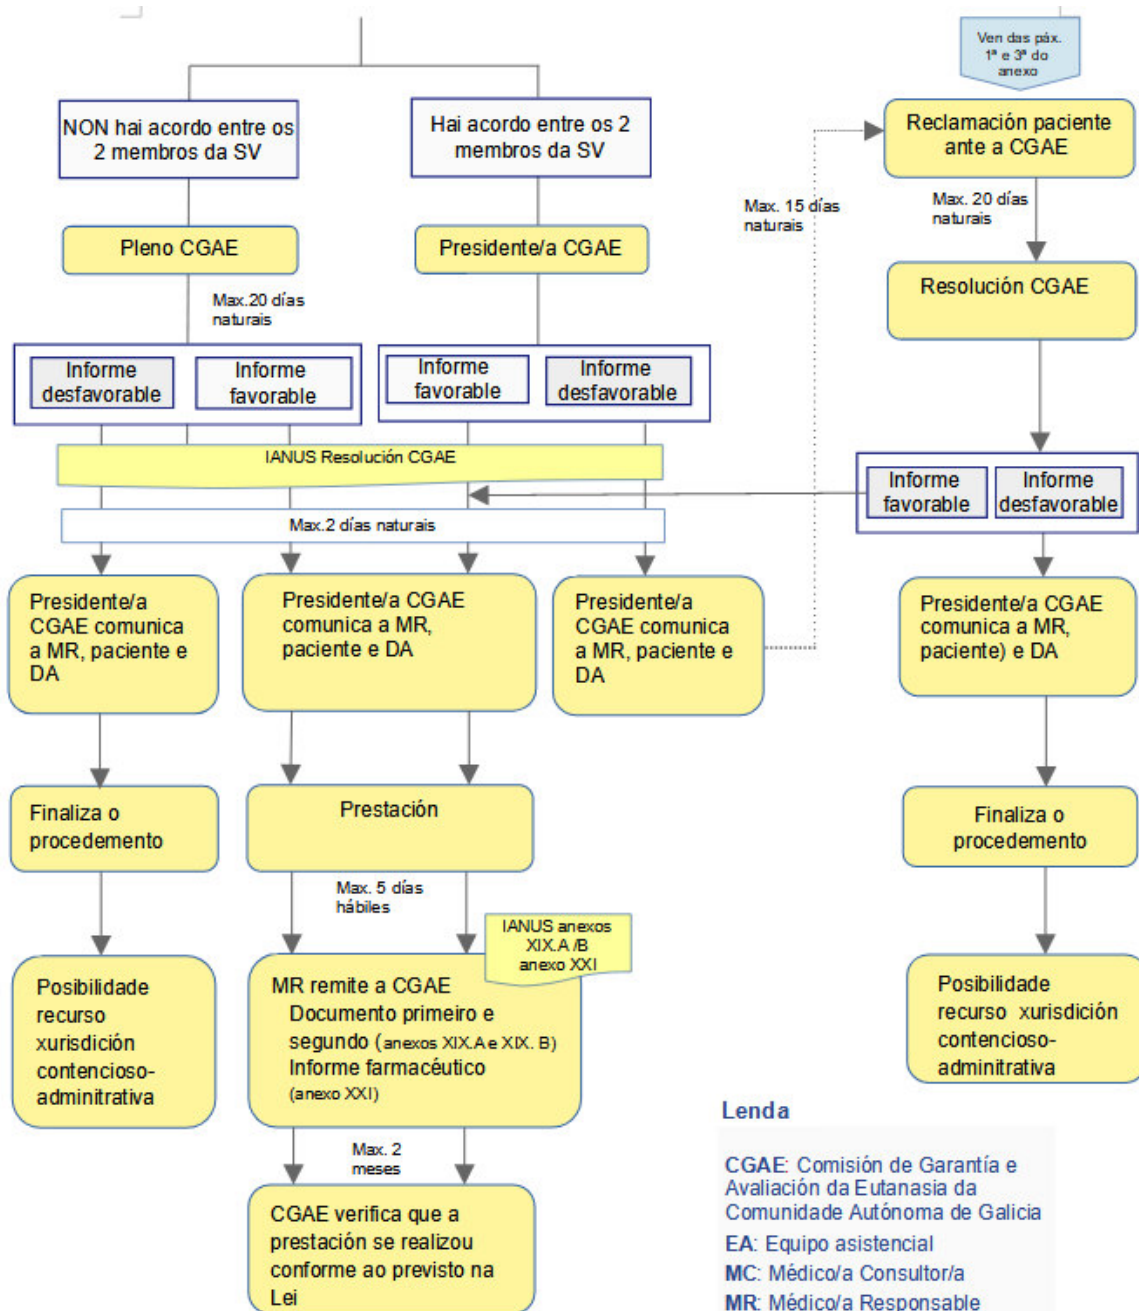 Ven das páx.
1ª e 3ª do
anexo
NON hai acordo entre os
2 membros da SV
Hai acordo entre os 2
membros da SV
Reclamación paciente
ante a CGAE
Max. 15 días
naturais
Max. 20 días
naturais
Pleno CGAE
Presidente/a CGAE
Resolución CGAE
Max.20 días
naturais
Informe
desfavorable
Informe
favorable
Informe
favorable
Informe
desfavorable
IANUS Resolución CGAE
Informe
favorable
Informe
desfavorable
Max.2 días naturais
Presidente/a
CGAE comunica
a MR, paciente e
DA
Presidente/a CGAE
comunica a MR,
paciente e DA
Presidente/a
CGAE comunica
a MR, paciente e
DA
Presidente/a CGAE
comunica a MR,
paciente) e DA
Finaliza o
procedemento
Prestación
Finaliza o
procedemento
Max. 5 días
hábiles
IANUS anexos
XIX.A /B
anexo XXI
Posibilidade
recurso
xurisdición
contencioso-
adminitrativa
MR remite a CGAE
Documento primeiro e
segundo (anexos XIX.A e XIX. B)
Informe farmacéutico
(anexo XXI)
Posibilidade
recurso xurisdición
contencioso-
adminitrativa
Max. 2
meses
CGAE verifica que a
prestación se realizou
conforme ao previsto na
Lei
Lenda
CGAE: Comisión de Garantía e
Avaliación da Eutanasia da
Comunidade Autónoma de Galicia
EA: Equipo asistencial
MC: Médico/a Consultor/a
MR: Médico/a Responsable